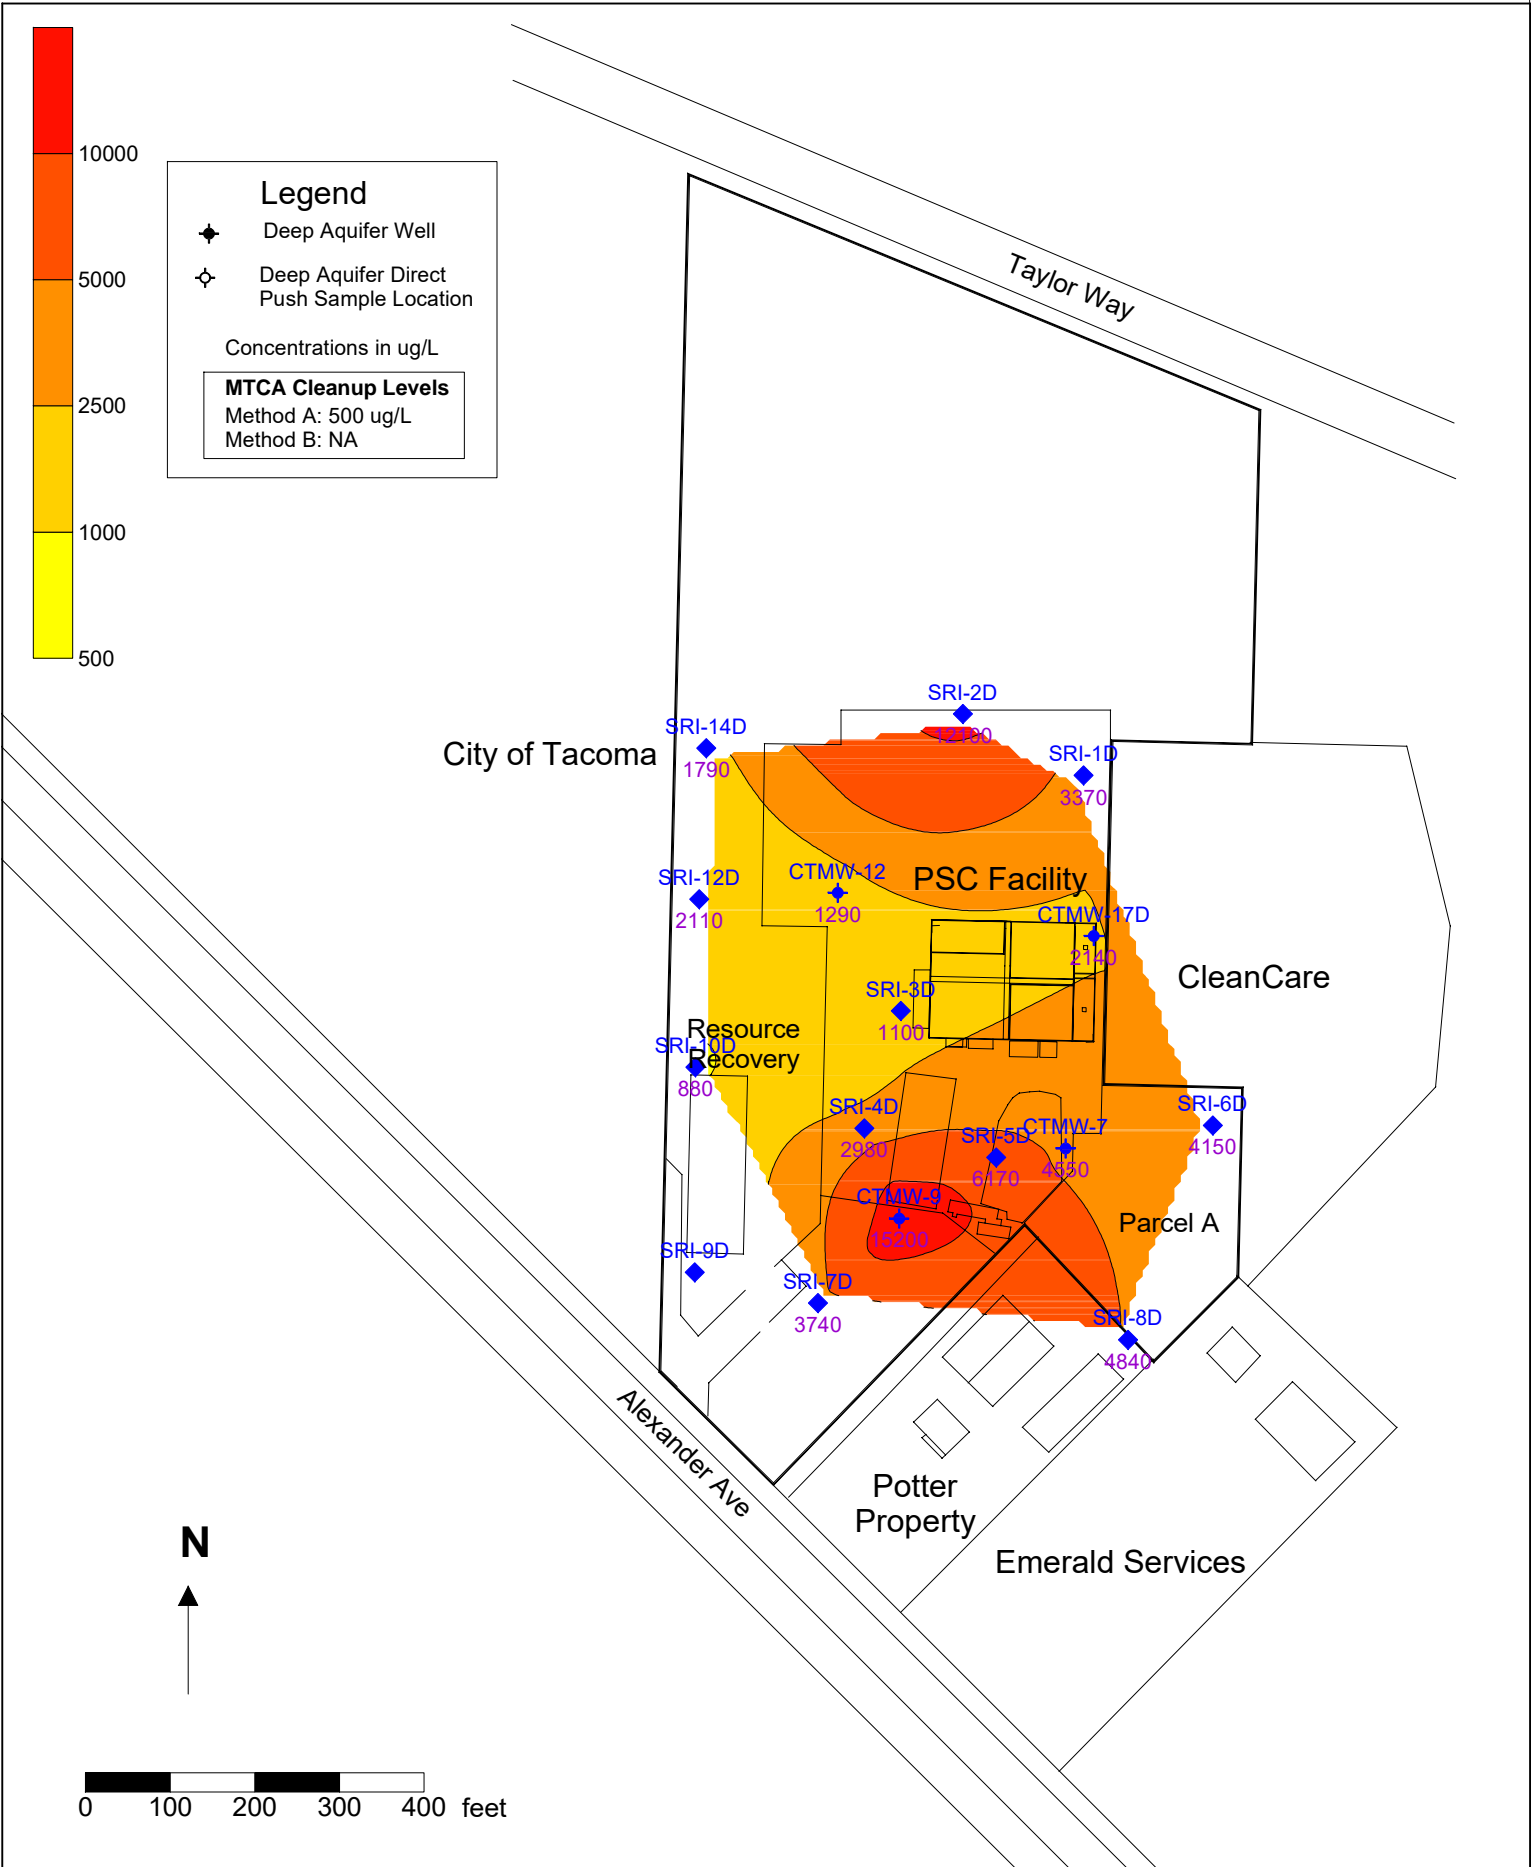 10000
5000
2500
1000
500
Legend
Deep Aquifer Well
Deep Aquifer Direct
Push Sample Location
Concentrations in ug/L
MTCA Cleanup Levels
Method A: 500 ug/L
Method B: NA
Taylor Way
City of Tacoma
SRI-2D
12100
SRI-14D
1790
SRI-1D
3370
SRI-12D
2110
CTMW-12
1290
PSC Facility
CTMW-17D
2140
CleanCare
SRI-3D
1100
Resource
Recovery
SRI-10D
880
SRI-4D
2980
SRI-5D
6170
CTMW-7
4550
SRI-6D
4150
CTMW-9
15200
Parcel A
SRI-9D
SRI-7D
3740
SRI-8D
4840
Alexander Ave
Potter
Property
Emerald Services
N
0 100 200 300 400 feet